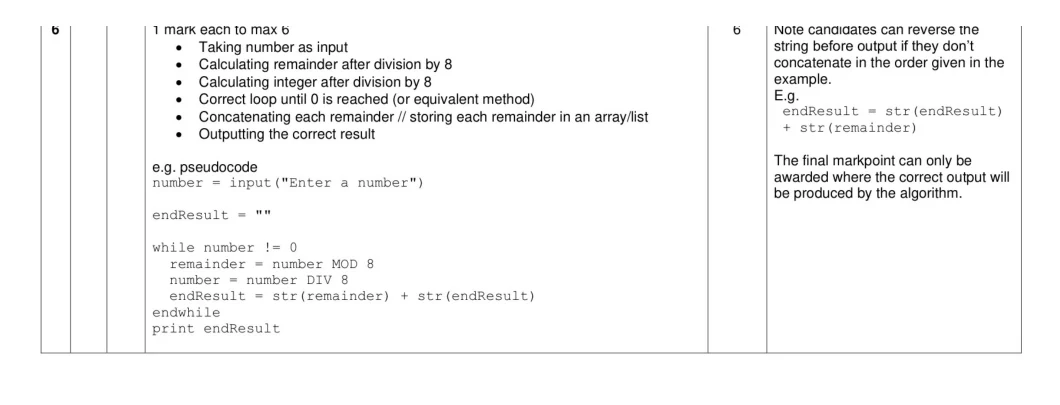 6
1 mark each to max 6
• Taking number as input
• Calculating remainder after division by 8
• Calculating integer after division by 8
• Correct loop until 0 is reached (or equivalent method)
• Concatenating each remainder // storing each remainder in an array/list
• Outputting the correct result
e.g. pseudocode
number = input("Enter a number")
endResult = ""
while number != 0
remainder = number MOD 8
number = number DIV 8
endResult = str(remainder) + str(endResult)
endwhile
print endResult
6
Note candidates can reverse the
string before output if they don't
concatenate in the order given in the
example.
E.g.
endResult = str(endResult)
+ str(remainder)
The final markpoint can only be
awarded where the correct output will
be produced by the algorithm.